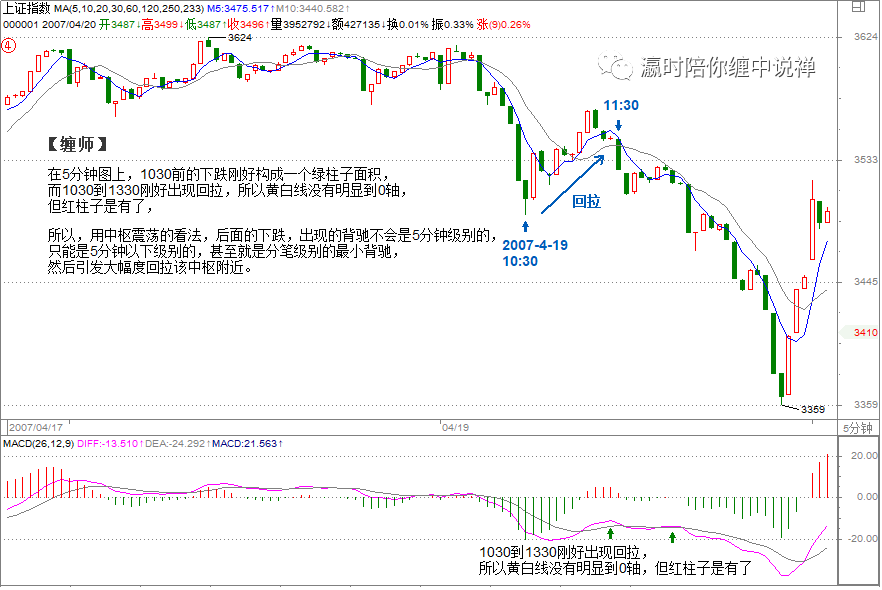 上证指数 MA(5,10,20,30,60,120,250,233) M5:3475.517↑M10:3440.582↑
000001 2007/04/20 开3487↓高3499↓低3487↑收3496↑量3952792↓额427135↓换0.01% 振0.33% 涨(9)0.26%
④
3624
3624
瀛时陪你缠中说禅
11:30
【缠师】
3533
在5分钟图上，1030前的下跌刚好构成一个绿柱子面积，
而1030到1330刚好出现回拉，所以黄白线没有明显到0轴，
但红柱子是有了，
回拉
所以，用中枢震荡的看法，后面的下跌，出现的背驰不会是5分钟级别的，
只能是5分钟以下级别的，甚至就是分笔级别的最小背驰，
然后引发大幅度回拉该中枢附近。
2007-4-19
10:30
3445
3410
3359
3359
2007/04/17
04/19
5分钟
MACD(26,12,9) DIFF:-13.510↑DEA:-24.292↑MACD:21.563↑
20.00
0.00
-20.00
1030到1330刚好出现回拉，
所以黄白线没有明显到0轴，但红柱子是有了